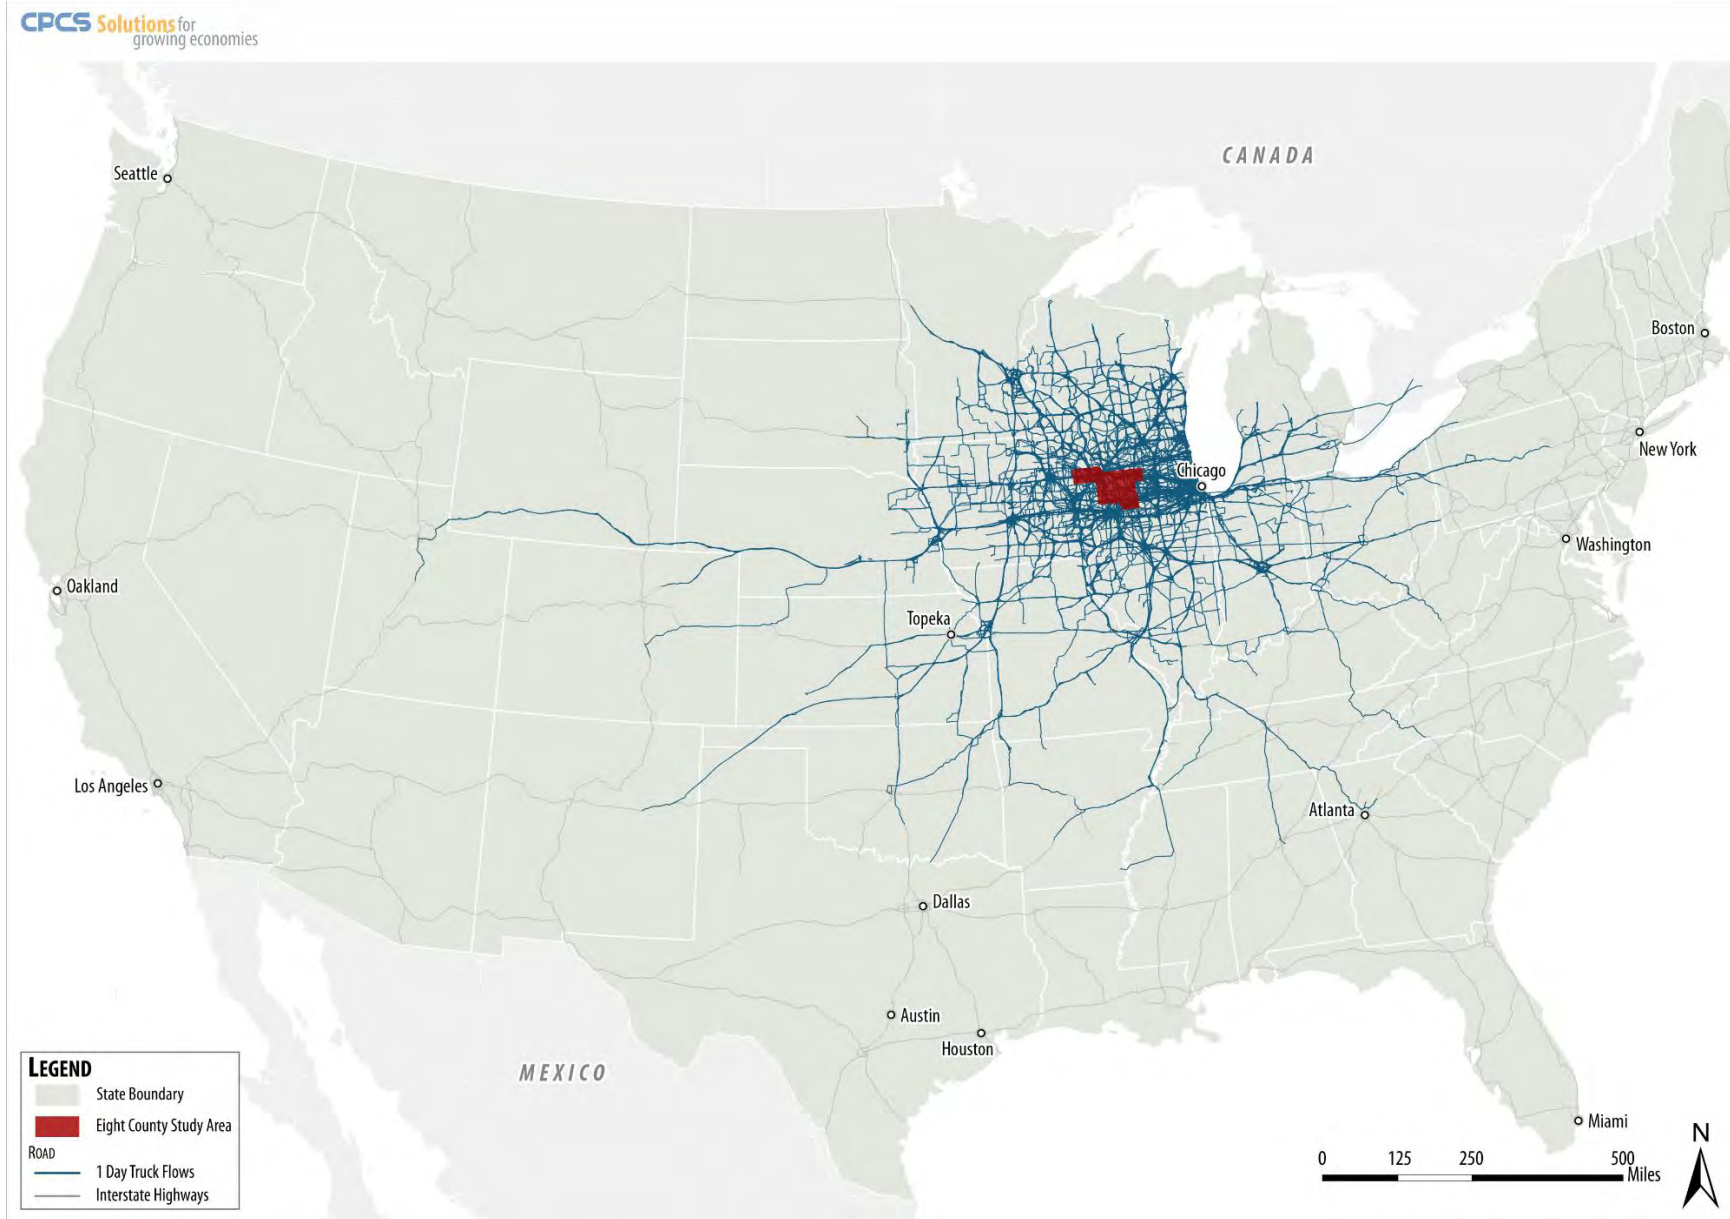 CPCS Solutions for
growing economies
CANADA
Seattle
Boston
New York
Chicago
Washington
Oakland
Topeka
Los Angeles
Atlanta
Dallas
Austin
Houston
MEXICO
Miami
LEGEND
State Boundary
Eight County Study Area
ROAD
1 Day Truck Flows
Interstate Highways
N
0 125 250 500
Miles